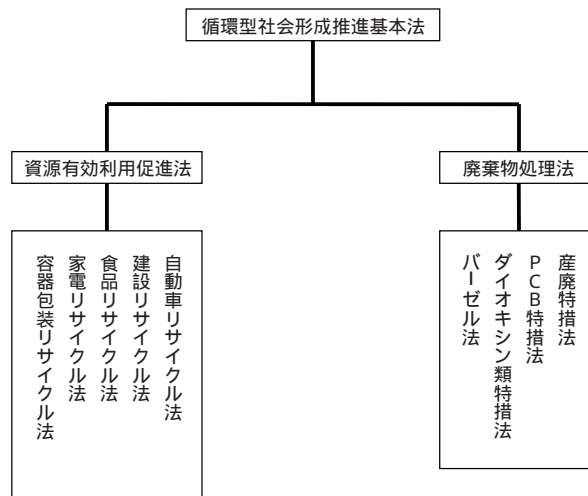 循環型社会形成推進基本法
資源有効利用促進法
廃棄物処理法
自動車リサイクル法
建設リサイクル法
食品リサイクル法
家電リサイクル法
容器包装リサイクル法
産廃特措法
PCB特措法
ダイオキシン類特措法
バーゼル法